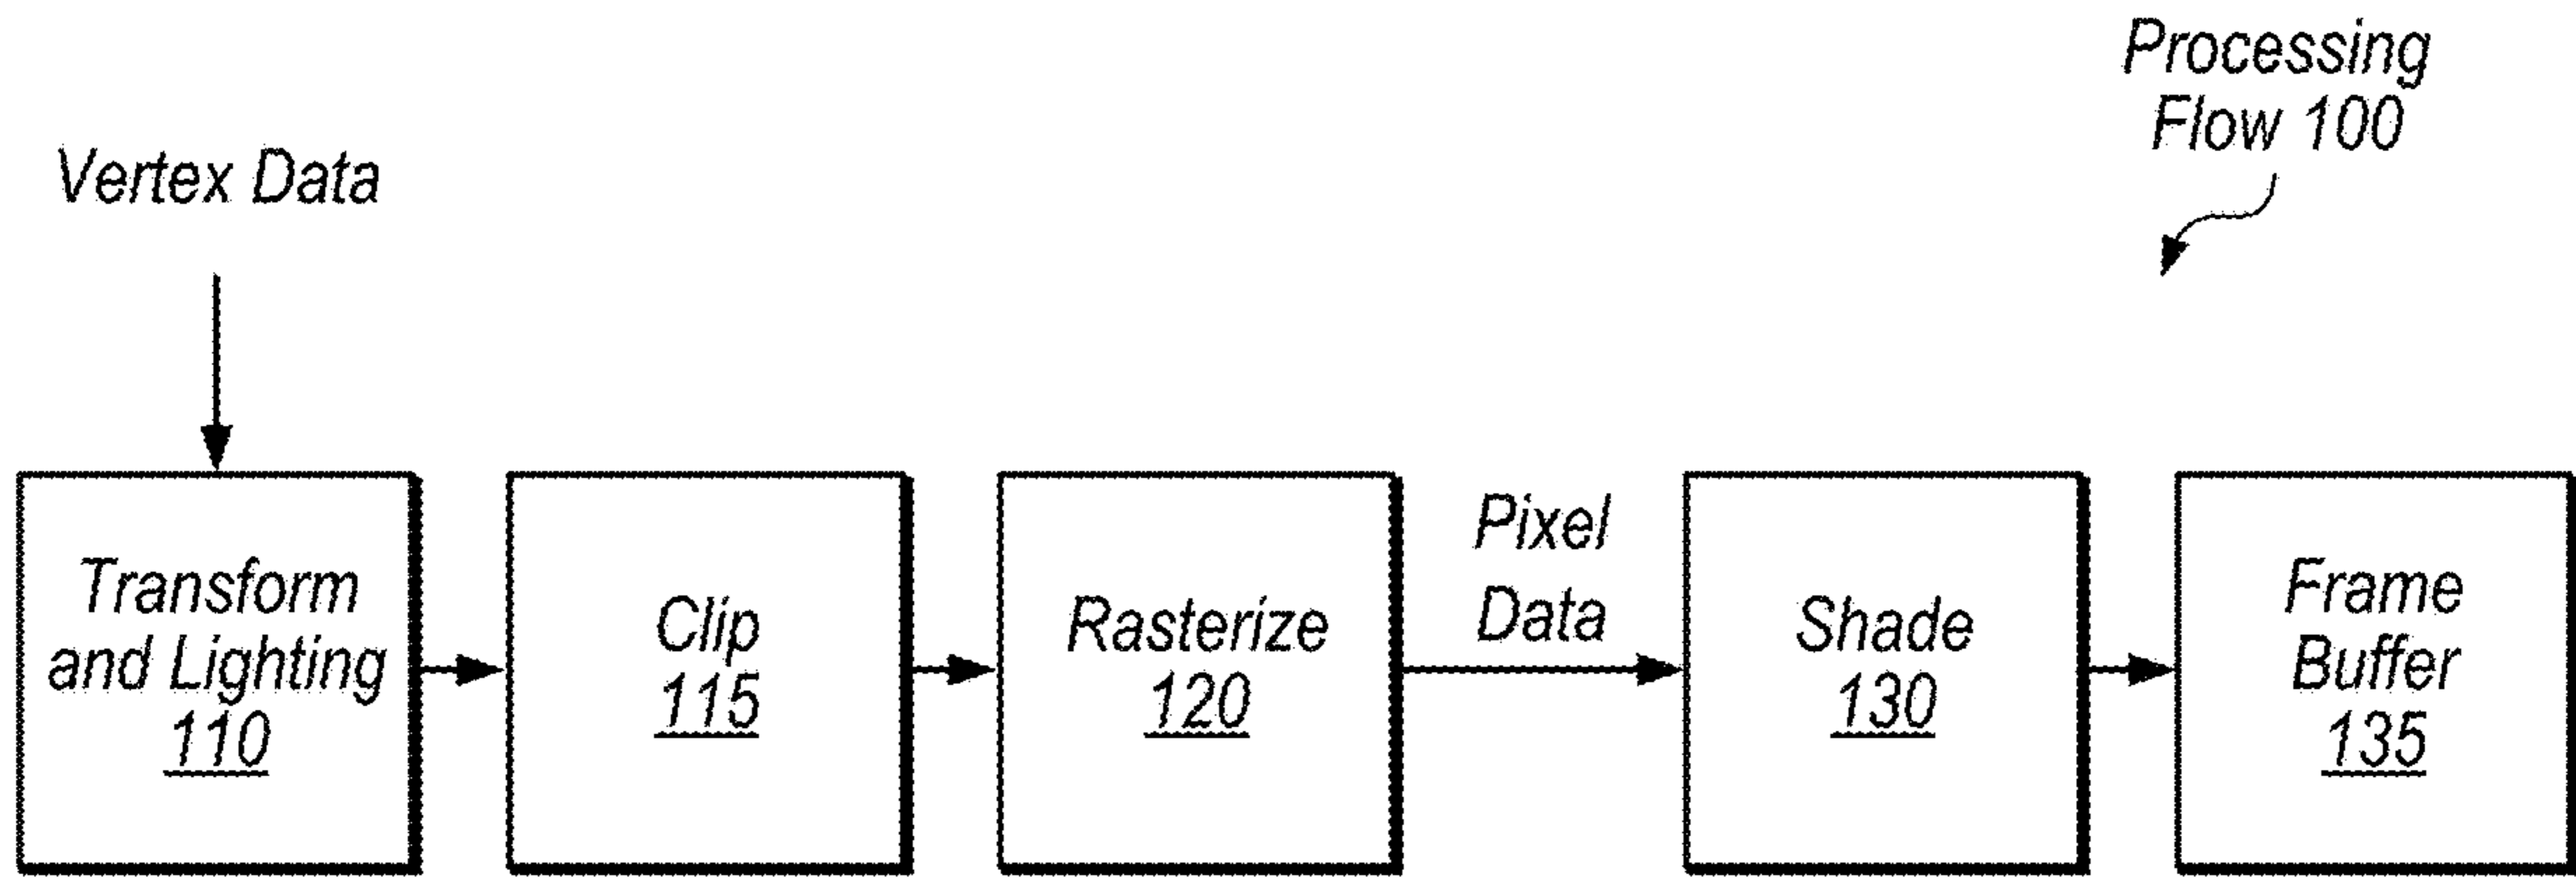 Processing
Flow 100
Vertex Data
Transform
and Lighting
110
Clip
115
Rasterize
120
Pixel
Data
Shade
130
Frame
Buffer
135